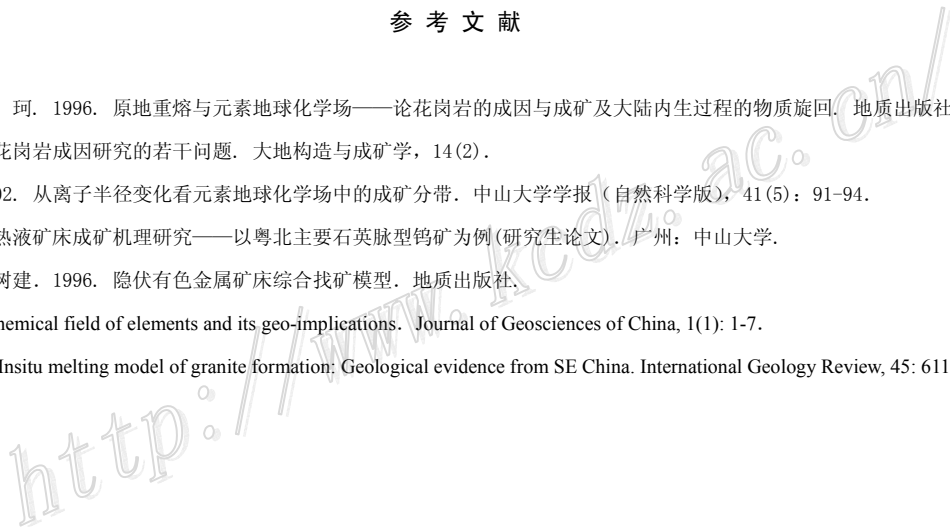 参 考 文 献
珂. 1996. 原地重熔与元素地球化学场——论花岗岩的成因与成矿及大陆内生过程的物质旋回. 地质出版社
花岗岩成因研究的若干问题. 大地构造与成矿学, 14(2).
02. 从离子半径变化看元素地球化学场中的成矿分带. 中山大学学报（自然科学版）, 41(5): 91-94.
热液矿床成矿机理研究——以粤北主要石英脉型钨矿为例(研究生论文). 广州: 中山大学.
树建. 1996. 隐伏有色金属矿床综合找矿模型. 地质出版社.
hemical field of elements and its geo-implications. Journal of Geosciences of China, 1(1): 1-7.
Insitu melting model of granite formation: Geological evidence from SE China. International Geology Review, 45: 611
http://www.kcdz.ac.cn/